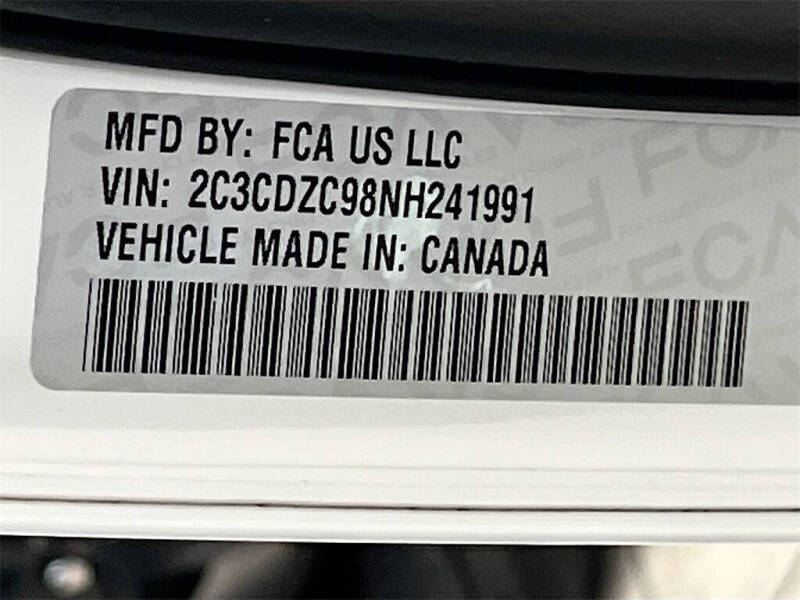 MFD BY: FCA US LLC
VIN: 2C3CDZC98NH241991
VEHICLE MADE IN: CANADA